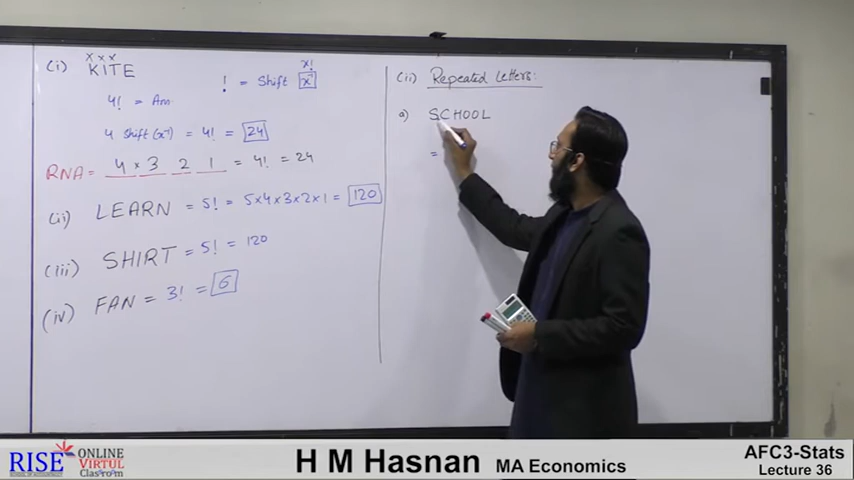 (i) KITE
x x x
4! = Am
! = Shift x⁻¹
x!
4 Shift (x⁻¹) = 4! = 24
RNA = 4 × 3 2 1 = 4! = 24
(ii) LEARN = 5! = 5×4×3×2×1 = 120
(iii) SHIRT = 5! = 120
(iv) FAN = 3! = 6
(ii) Repeated Letters:
a) SCHOOL
=
RISE ONLINE VIRTUL Classroom
H M Hasnan MA Economics
AFC3-Stats
Lecture 36